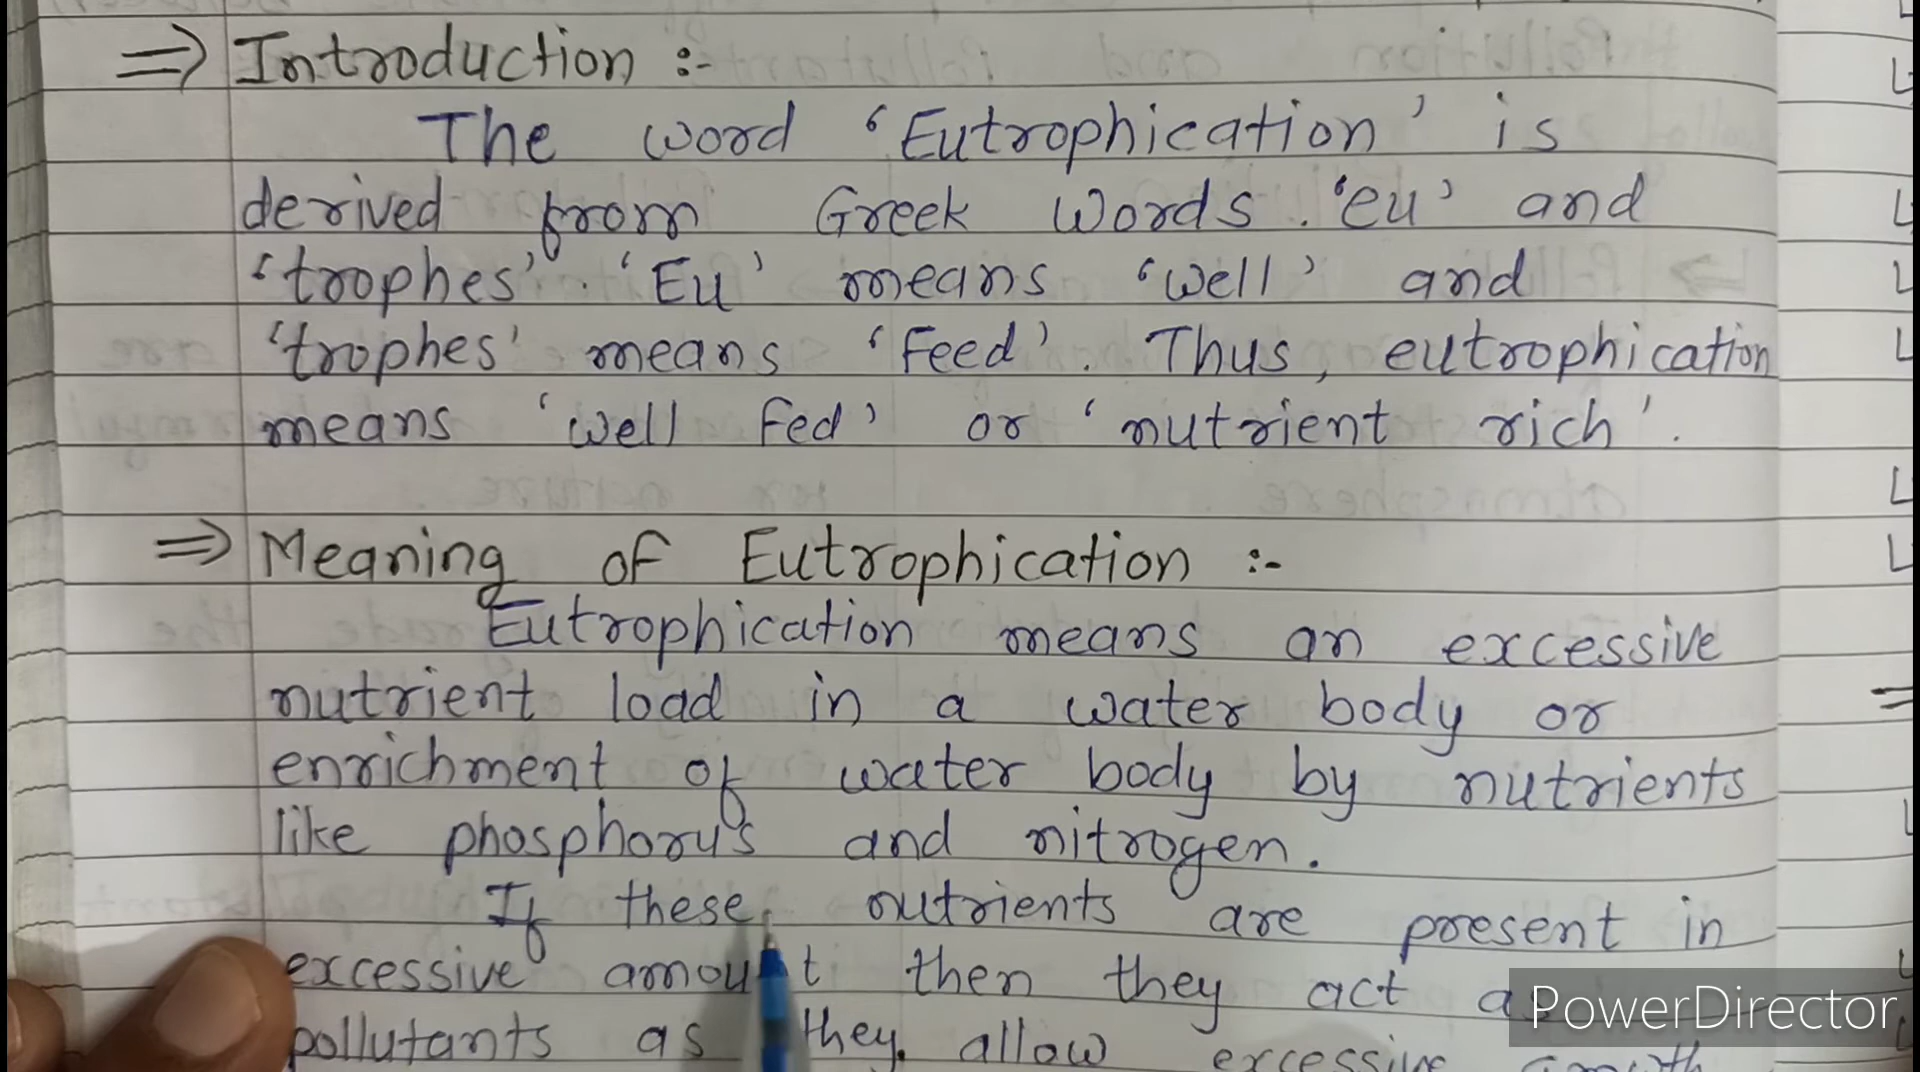 ⇒ Introduction :-
The word ‘Eutrophication’ is
derived from Greek Words. ‘eu’ and
‘trophes’. ‘Eu’ means ‘well’ and
‘trophes’ means ‘Feed’. Thus, eutrophication
means ‘well Fed’ or ‘nutrient rich’.
⇒ Meaning of Eutrophication :-
Eutrophication means an excessive
nutrient load in a water body or
enrichment of water body by nutrients
like phosphorus and nitrogen.
If these nutrients are present in
excessive amount then they act as
pollutants as they allow excessive growth
PowerDirector